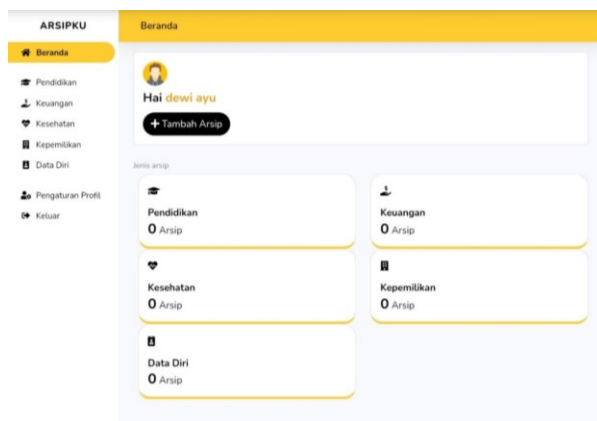 ARSIPKU
Beranda
Pendidikan
Keuangan
Kesehatan
Kepemilikan
Data Diri
Pengaturan Profil
Keluar
Beranda
Hai dewi ayu
+ Tambah Arsip
Jenis arsip
Pendidikan
0 Arsip
Keuangan
0 Arsip
Kesehatan
0 Arsip
Kepemilikan
0 Arsip
Data Diri
0 Arsip